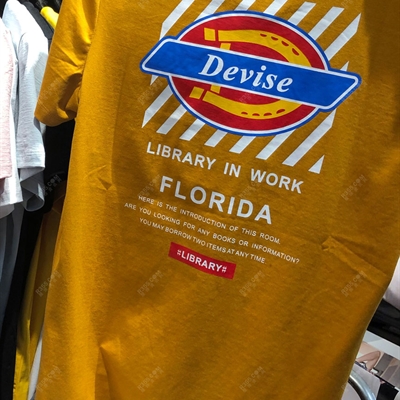 Devise
LIBRARY IN WORK
FLORIDA
HERE IS THE INTRODUCTION OF THIS ROOM.
ARE YOU LOOKING FOR ANY BOOKS OR INFORMATION?
YOU MAY BORROW TWO ITEMS AT ANY TIME
#LIBRARY#